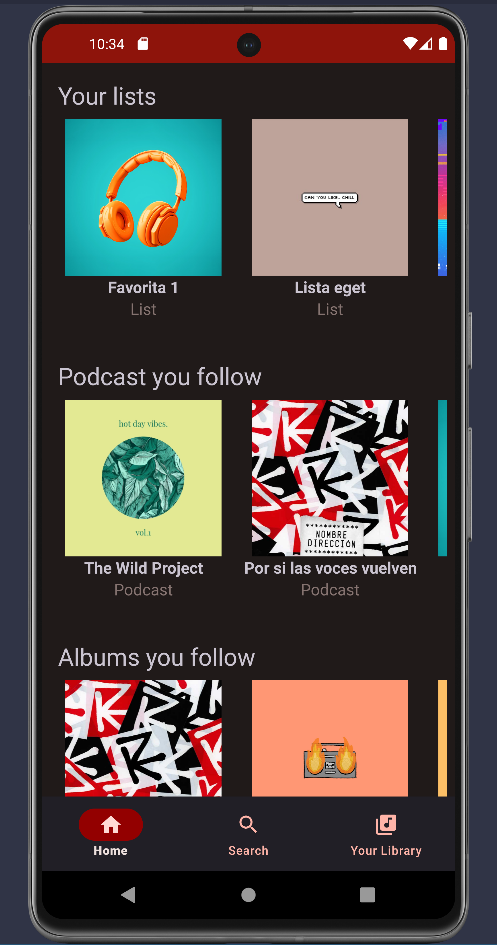 10:34
Your lists
CAN YOU LIKE, CHILL
Favorita 1
List
Lista eget
List
Podcast you follow
hot day vibes.
vol.1
NOMBRE
DIRECCIÓN
The Wild Project
Podcast
Por si las voces vuelven
Podcast
Albums you follow
Home
Search
Your Library